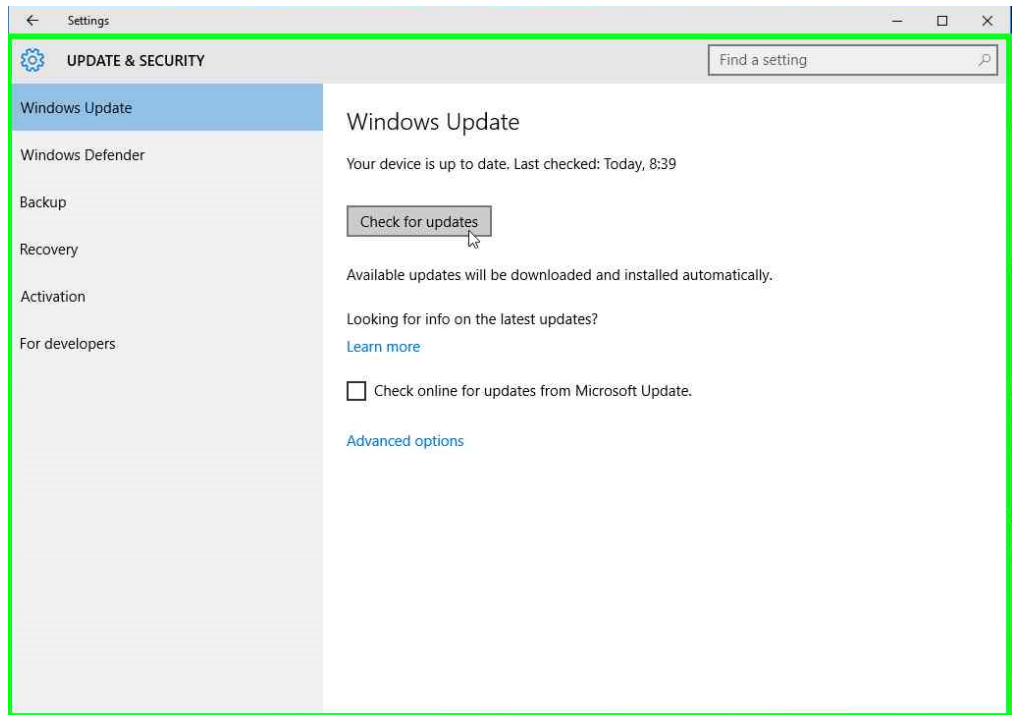 Settings
UPDATE & SECURITY
Find a setting
Windows Update
Windows Defender
Backup
Recovery
Activation
For developers
Windows Update
Your device is up to date. Last checked: Today, 8:39
Check for updates
Available updates will be downloaded and installed automatically.
Looking for info on the latest updates?
Learn more
Check online for updates from Microsoft Update.
Advanced options